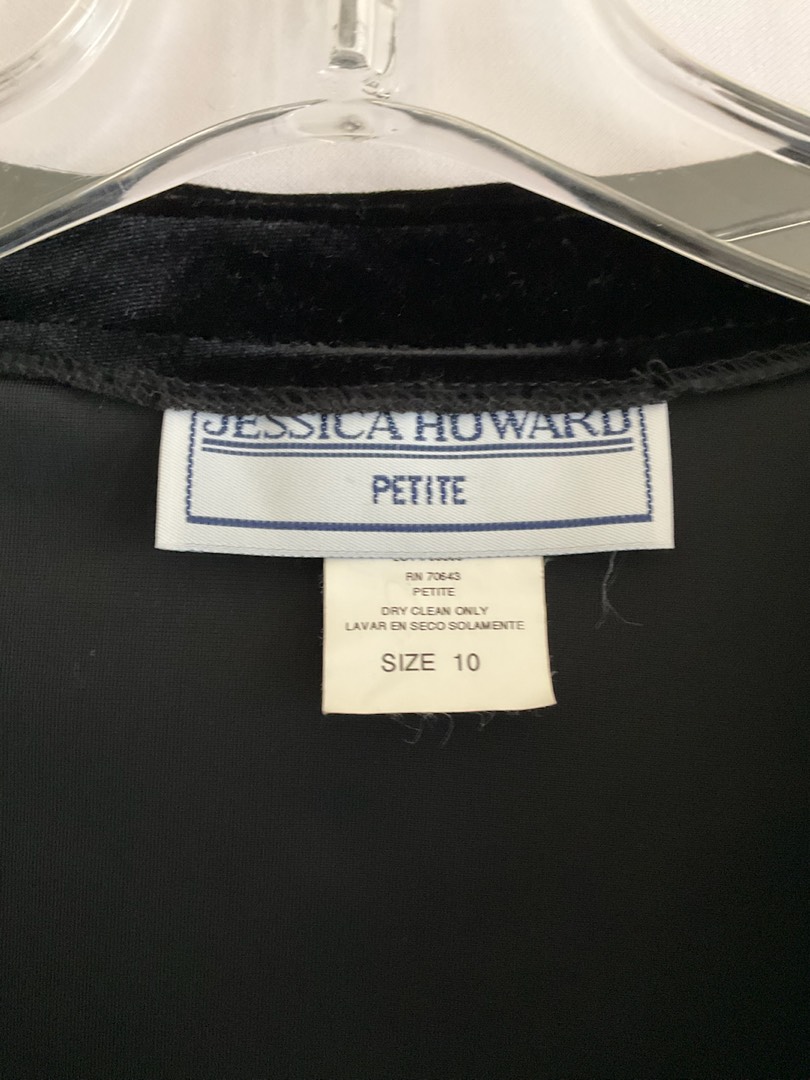 JESSICA HOWARD
PETITE
RN 70643
PETITE
DRY CLEAN ONLY
LAVAR EN SECO SOLAMENTE
SIZE 10